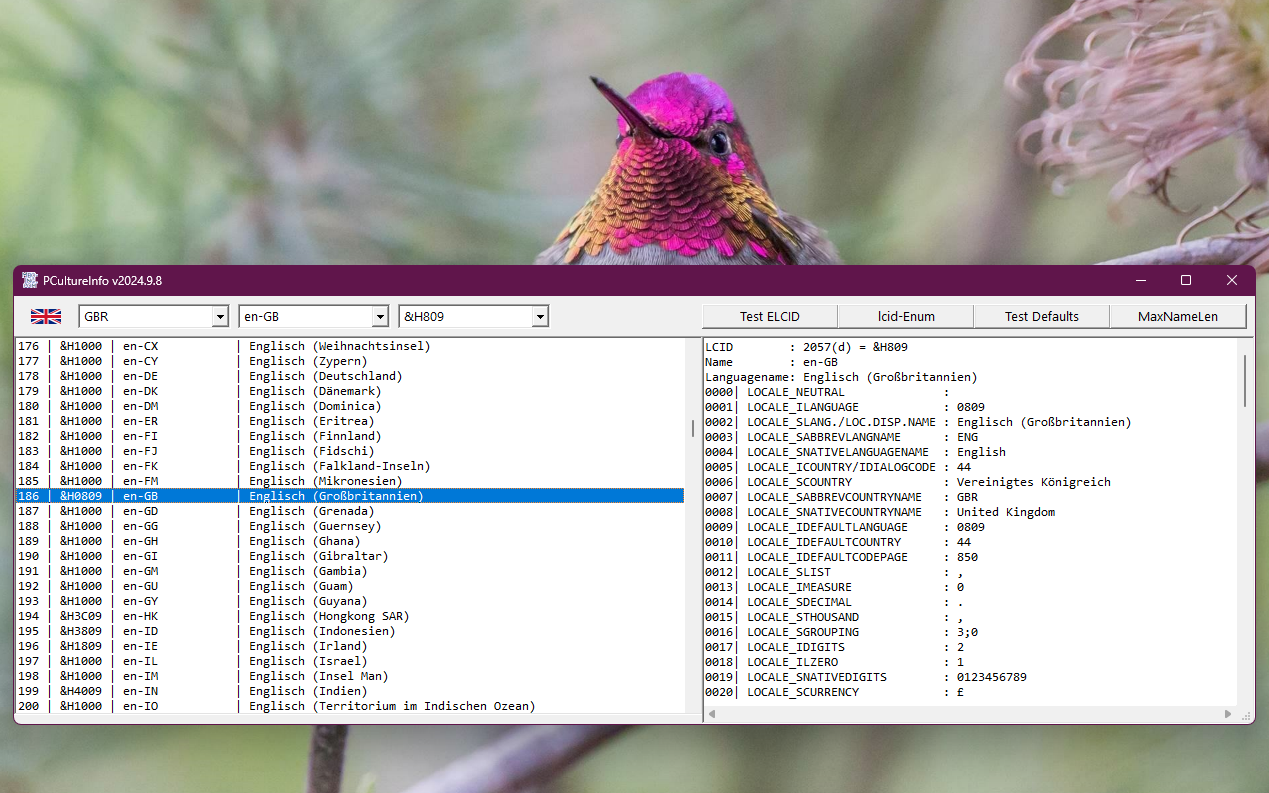 PCultureInfo v2024.9.8
GBR en-GB &H809 Test ELCID lcid-Enum Test Defaults MaxNameLen
176 | &H1000 | en-CX | Englisch (Weihnachtsinsel)
177 | &H1000 | en-CY | Englisch (Zypern)
178 | &H1000 | en-DE | Englisch (Deutschland)
179 | &H1000 | en-DK | Englisch (Dänemark)
180 | &H1000 | en-DM | Englisch (Dominica)
181 | &H1000 | en-ER | Englisch (Eritrea)
182 | &H1000 | en-FI | Englisch (Finnland)
183 | &H1000 | en-FJ | Englisch (Fidschi)
184 | &H1000 | en-FK | Englisch (Falkland-Inseln)
185 | &H1000 | en-FM | Englisch (Mikronesien)
186 | &H0809 | en-GB | Englisch (Großbritannien)
187 | &H1000 | en-GD | Englisch (Grenada)
188 | &H1000 | en-GG | Englisch (Guernsey)
189 | &H1000 | en-GH | Englisch (Ghana)
190 | &H1000 | en-GI | Englisch (Gibraltar)
191 | &H1000 | en-GM | Englisch (Gambia)
192 | &H1000 | en-GU | Englisch (Guam)
193 | &H1000 | en-GY | Englisch (Guyana)
194 | &H3C09 | en-HK | Englisch (Hongkong SAR)
195 | &H3809 | en-ID | Englisch (Indonesien)
196 | &H1809 | en-IE | Englisch (Irland)
197 | &H1000 | en-IL | Englisch (Israel)
198 | &H1000 | en-IM | Englisch (Insel Man)
199 | &H4009 | en-IN | Englisch (Indien)
200 | &H1000 | en-IO | Englisch (Territorium im Indischen Ozean)
LCID : 2057(d) = &H809
Name : en-GB
Languagename: Englisch (Großbritannien)
0000| LOCALE_NEUTRAL :
0001| LOCALE_ILANGUAGE : 0809
0002| LOCALE_SLANG./LOC.DISP.NAME : Englisch (Großbritannien)
0003| LOCALE_SABBREVLANGNAME : ENG
0004| LOCALE_SNATIVELANGUAGENAME : English
0005| LOCALE_ICOUNTRY/IDIALOGCODE : 44
0006| LOCALE_SCOUNTRY : Vereinigtes Königreich
0007| LOCALE_SABBREVCOUNTRYNAME : GBR
0008| LOCALE_SNATIVECOUNTRYNAME : United Kingdom
0009| LOCALE_IDEFAULTLANGUAGE : 0809
0010| LOCALE_IDEFAULTCOUNTRY : 44
0011| LOCALE_IDEFAULTCODEPAGE : 850
0012| LOCALE_SLIST : ,
0013| LOCALE_IMEASURE : 0
0014| LOCALE_SDECIMAL : .
0015| LOCALE_STHOUSAND : ,
0016| LOCALE_SGROUPING : 3;0
0017| LOCALE_IDIGITS : 2
0018| LOCALE_ILZERO : 1
0019| LOCALE_SNATIVEDIGITS : 0123456789
0020| LOCALE_SCURRENCY : £